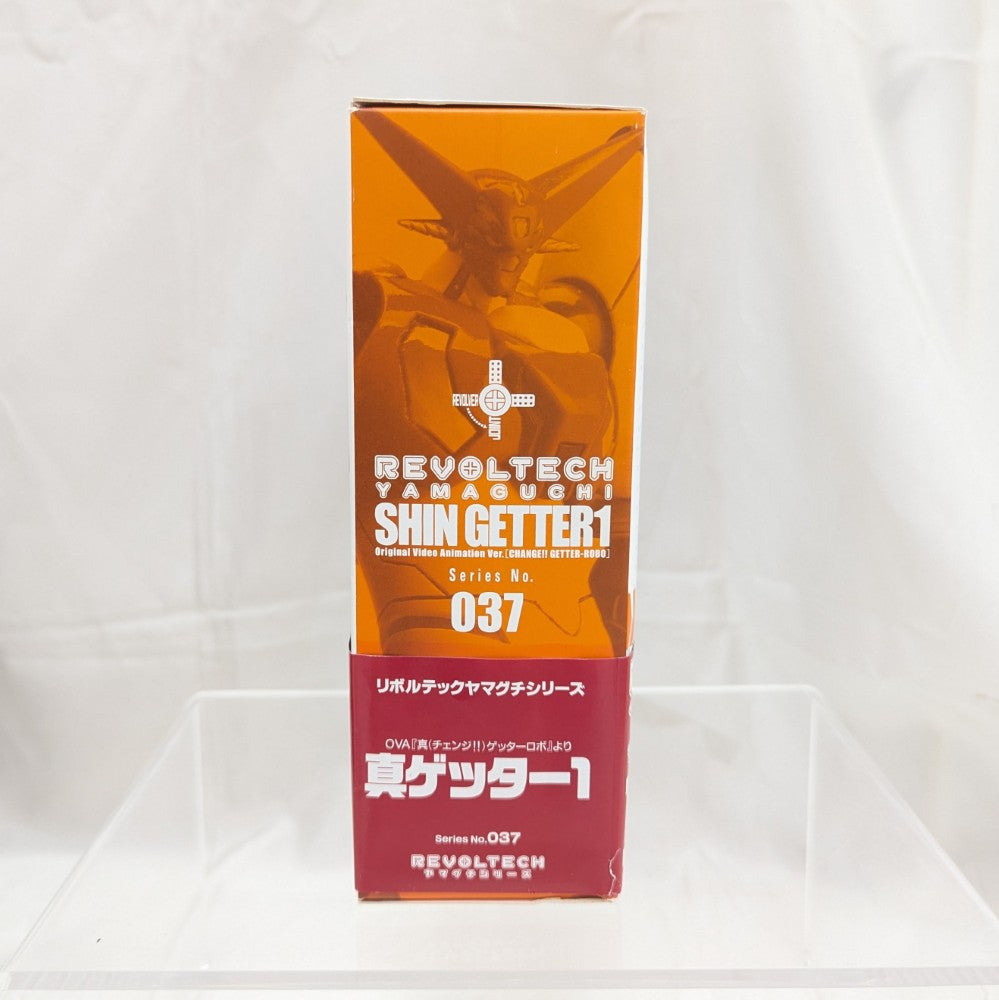 REVOLVER
JOINT
REVOLTECH
YAMAGUCHI
SHIN GETTER1
Original Video Animation Ver.[CHANGE!! GETTER-ROBO]
Series No.
037
リボルテックヤマグチシリーズ
OVA『真(チェンジ!!)ゲッターロボ』より
真ゲッター1
Series No.037
REVOLTECH
ヤマグチシリーズ